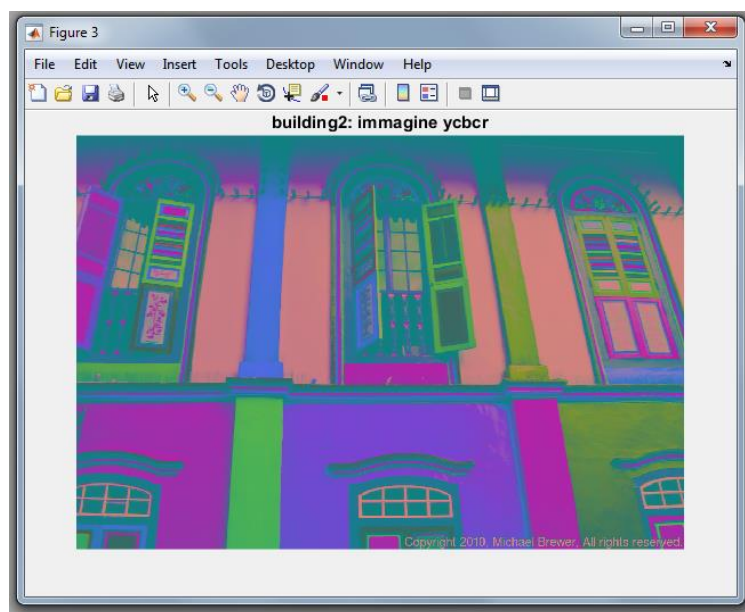 Figure 3
File Edit View Insert Tools Desktop Window Help
building2: immagine ycbcr
Copyright 2010, Michael Brewer, All rights reserved.